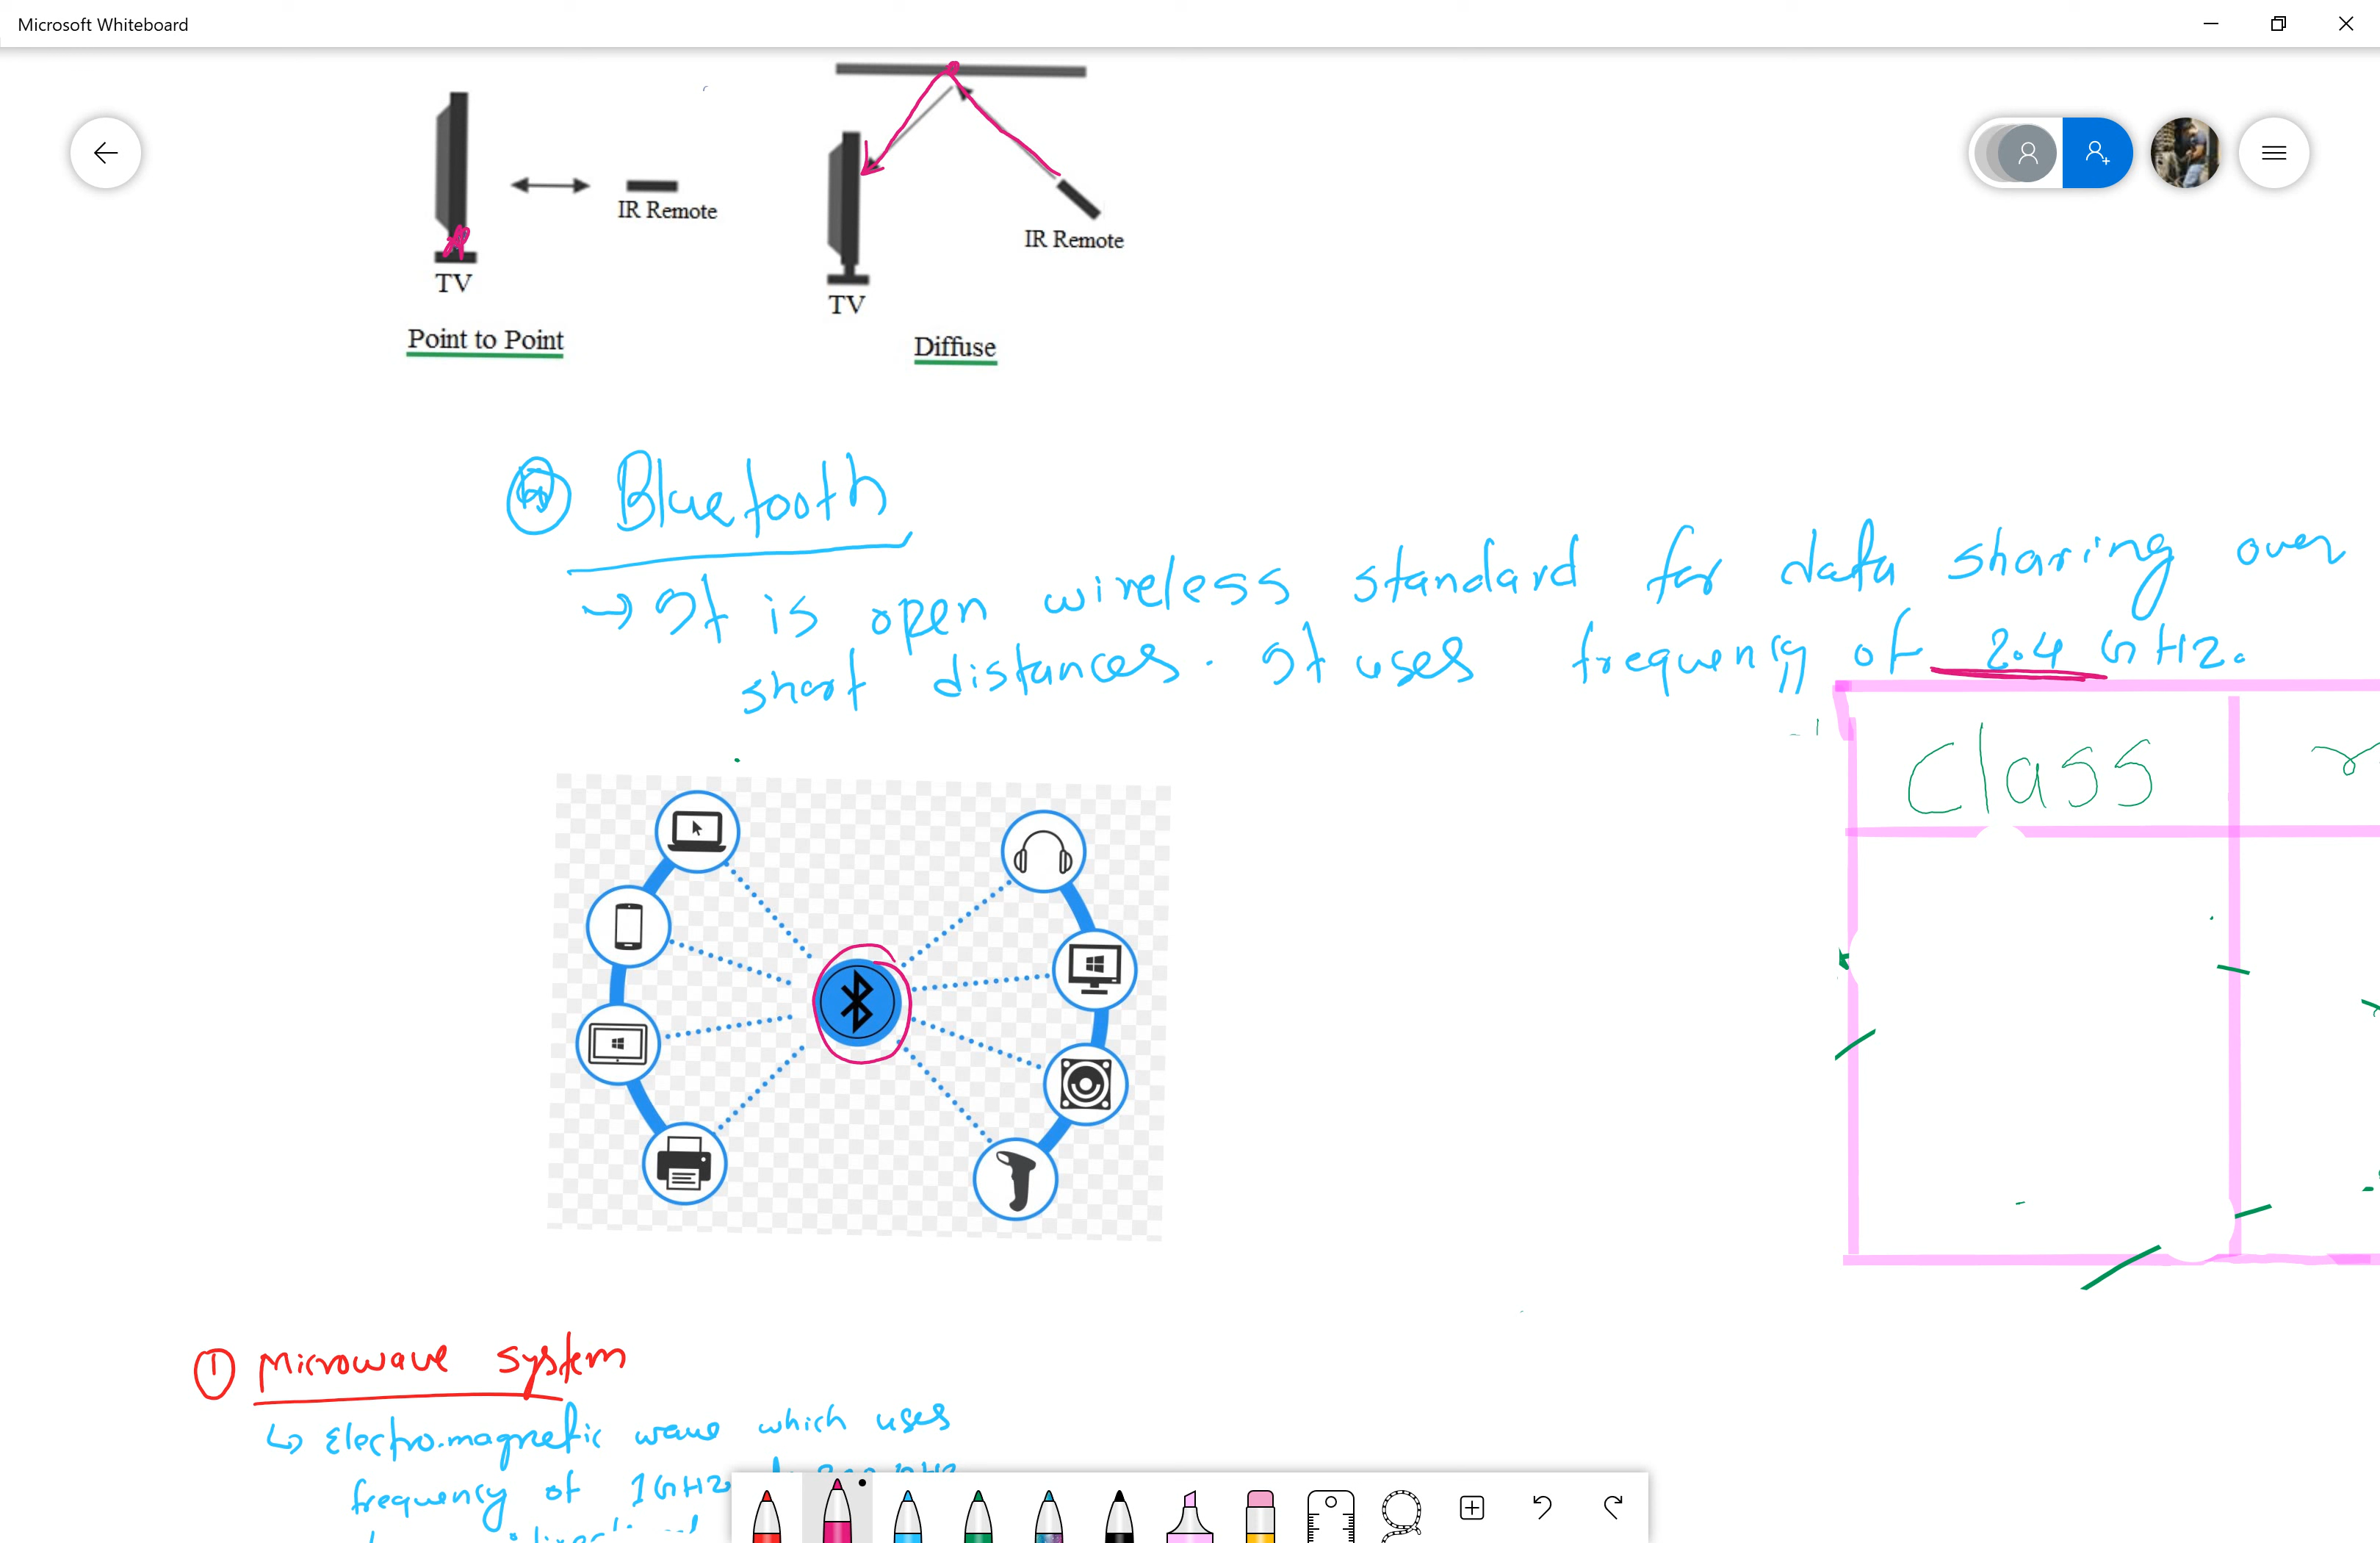 Microsoft Whiteboard
IR Remote
IR Remote
TV
TV
Point to Point
Diffuse
Bluetooth
→ It is open wireless standard for data sharing over
short distances. It uses frequency of 2.4 GHz.
Class
① Microwave system
↳ Electro.magnetic wave which uses
frequency of 1GHz